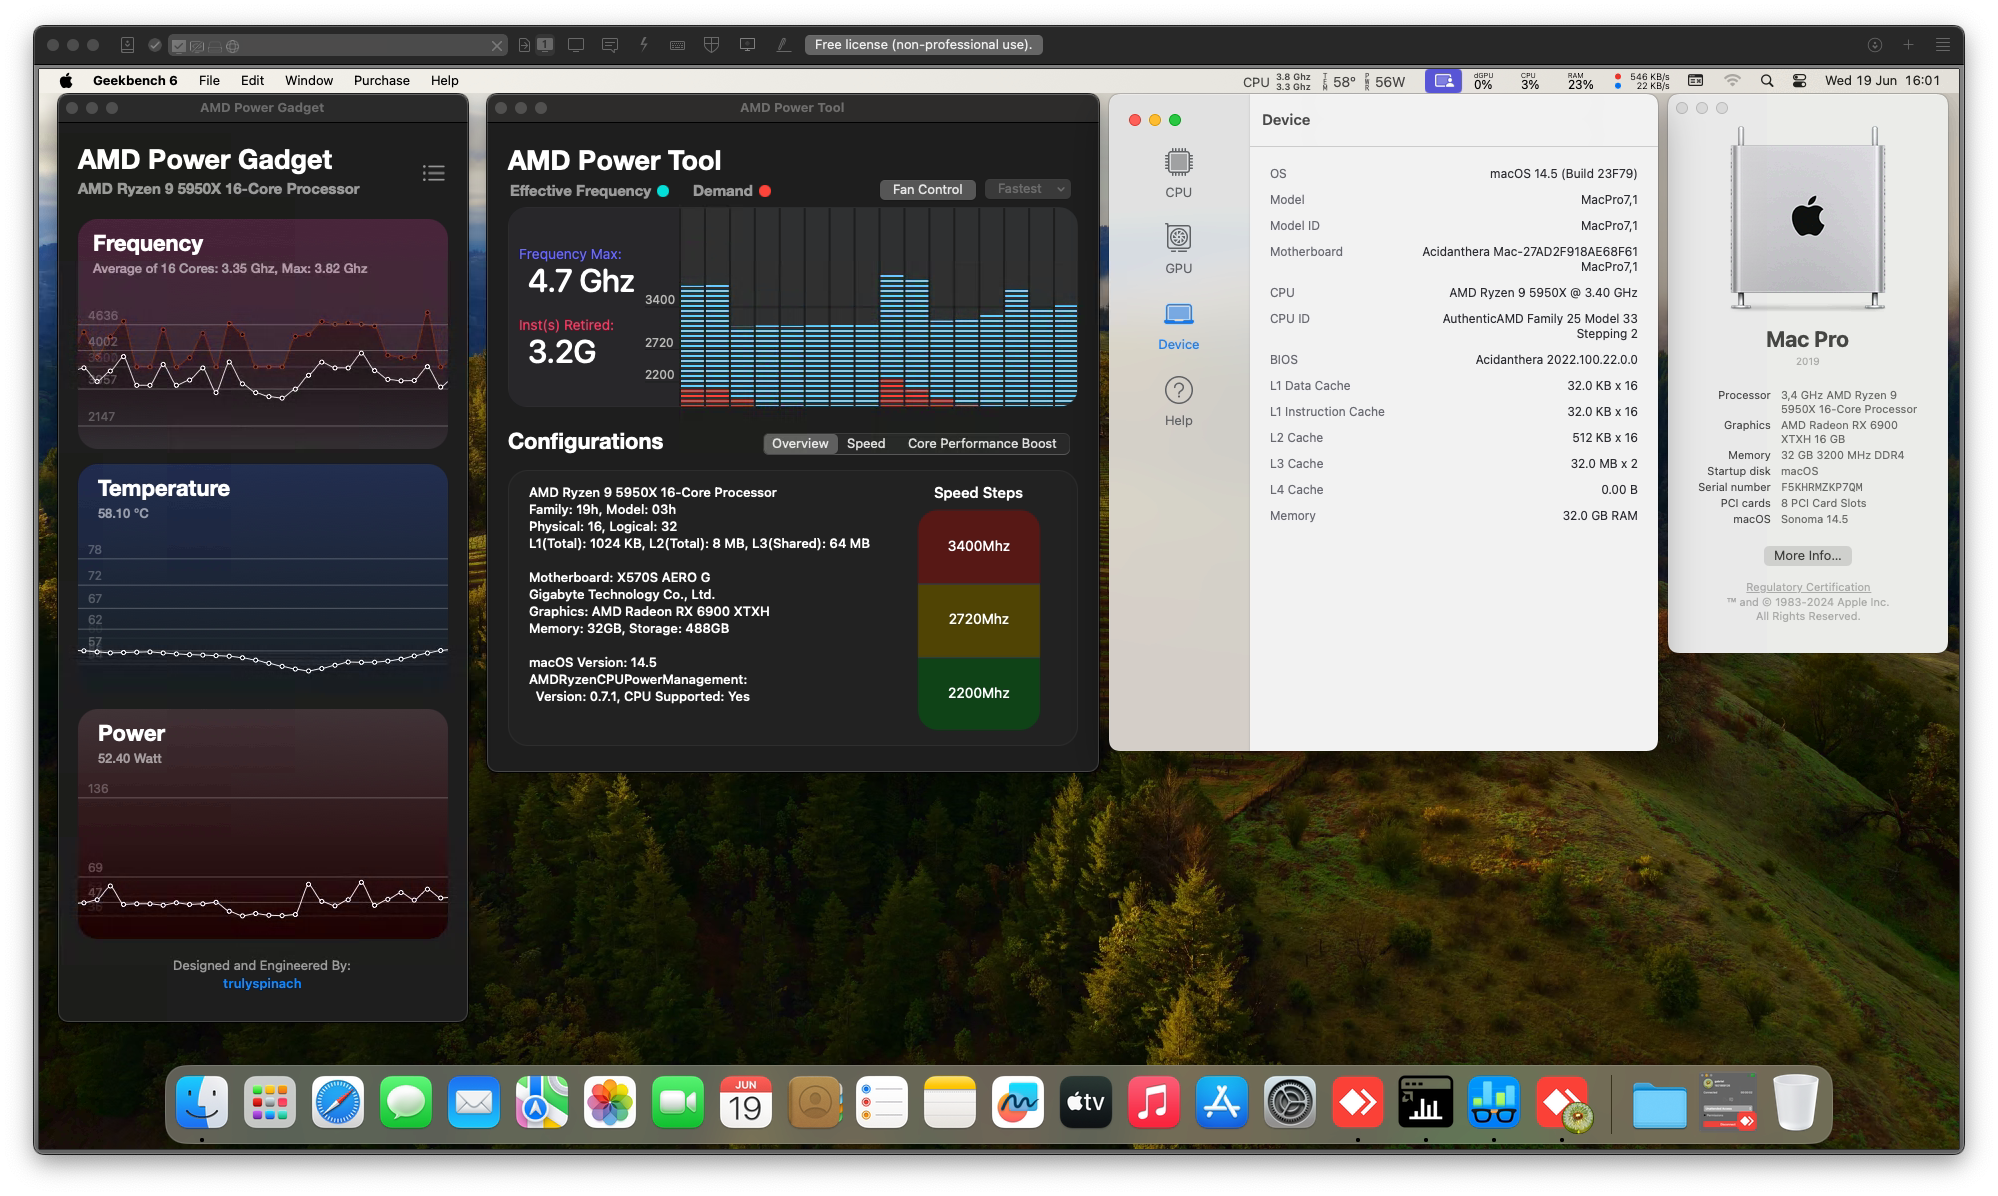 1
Free license (non-professional use).
Geekbench 6 File Edit Window Purchase Help
CPU 3.8 Ghz 3.3 Ghz TEM 58° PWR 56W dGPU 0% CPU 3% RAM 23% 546 KB/s 22 KB/s Wed 19 Jun 16:01
AMD Power Gadget
AMD Power Gadget
AMD Ryzen 9 5950X 16-Core Processor
Frequency
Average of 16 Cores: 3.35 Ghz, Max: 3.82 Ghz
4636
4002
2147
Temperature
58.10 °C
78
72
67
62
57
Power
52.40 Watt
136
69
47
Designed and Engineered By:
trulyspinach
AMD Power Tool
AMD Power Tool
Effective Frequency Demand Fan Control Fastest
Frequency Max:
4.7 Ghz
Inst(s) Retired:
3.2G
3400
2720
2200
Configurations Overview Speed Core Performance Boost
AMD Ryzen 9 5950X 16-Core Processor
Family: 19h, Model: 03h
Physical: 16, Logical: 32
L1(Total): 1024 KB, L2(Total): 8 MB, L3(Shared): 64 MB
Motherboard: X570S AERO G
Gigabyte Technology Co., Ltd.
Graphics: AMD Radeon RX 6900 XTXH
Memory: 32GB, Storage: 488GB
macOS Version: 14.5
AMDRyzenCPUPowerManagement:
Version: 0.7.1, CPU Supported: Yes
Speed Steps
3400Mhz
2720Mhz
2200Mhz
CPU
GPU
Device
Help
Device
OS macOS 14.5 (Build 23F79)
Model MacPro7,1
Model ID MacPro7,1
Motherboard Acidanthera Mac-27AD2F918AE68F61
MacPro7,1
CPU AMD Ryzen 9 5950X @ 3.40 GHz
CPU ID AuthenticAMD Family 25 Model 33
Stepping 2
BIOS Acidanthera 2022.100.22.0.0
L1 Data Cache 32.0 KB x 16
L1 Instruction Cache 32.0 KB x 16
L2 Cache 512 KB x 16
L3 Cache 32.0 MB x 2
L4 Cache 0.00 B
Memory 32.0 GB RAM
Mac Pro
2019
Processor 3,4 GHz AMD Ryzen 9
5950X 16-Core Processor
Graphics AMD Radeon RX 6900
XTXH 16 GB
Memory 32 GB 3200 MHz DDR4
Startup disk macOS
Serial number F5KHRMZKP7QM
PCI cards 8 PCI Card Slots
macOS Sonoma 14.5
More Info...
Regulatory Certification
™ and © 1983-2024 Apple Inc.
All Rights Reserved.
JUN
19
tv